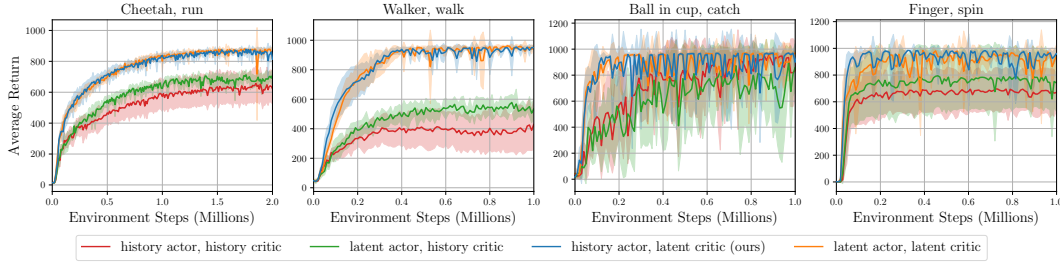 Cheetah, run
Walker, walk
Ball in cup, catch
Finger, spin
Average Return
1000
800
600
400
200
0
0.0 0.5 1.0 1.5 2.0
Environment Steps (Millions)
1000
800
600
400
200
0
0.0 0.2 0.4 0.6 0.8 1.0
Environment Steps (Millions)
1200
1000
800
600
400
200
0
0.0 0.2 0.4 0.6 0.8 1.0
Environment Steps (Millions)
1200
1000
800
600
400
200
0
0.0 0.2 0.4 0.6 0.8 1.0
Environment Steps (Millions)
history actor, history critic
latent actor, history critic
history actor, latent critic (ours)
latent actor, latent critic